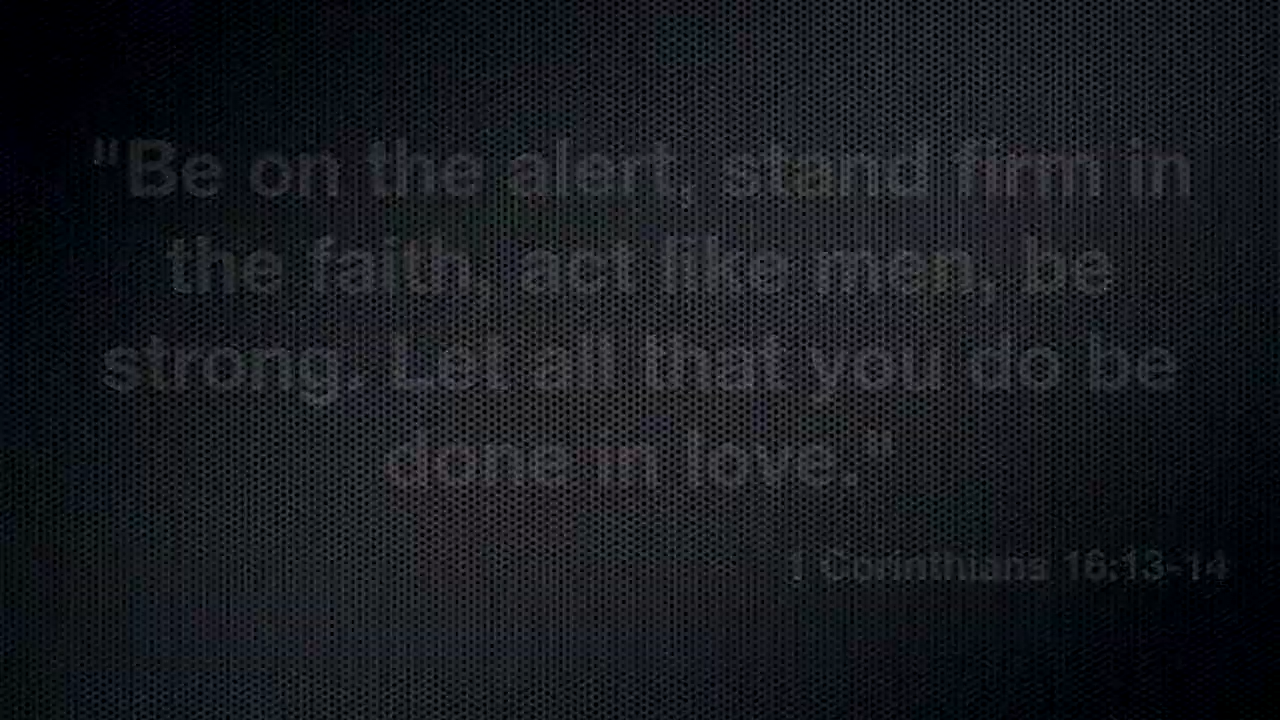 "Be on the alert, stand firm in
the faith, act like men, be
strong. Let all that you do be
done in love."
1 Corinthians 16:13-14